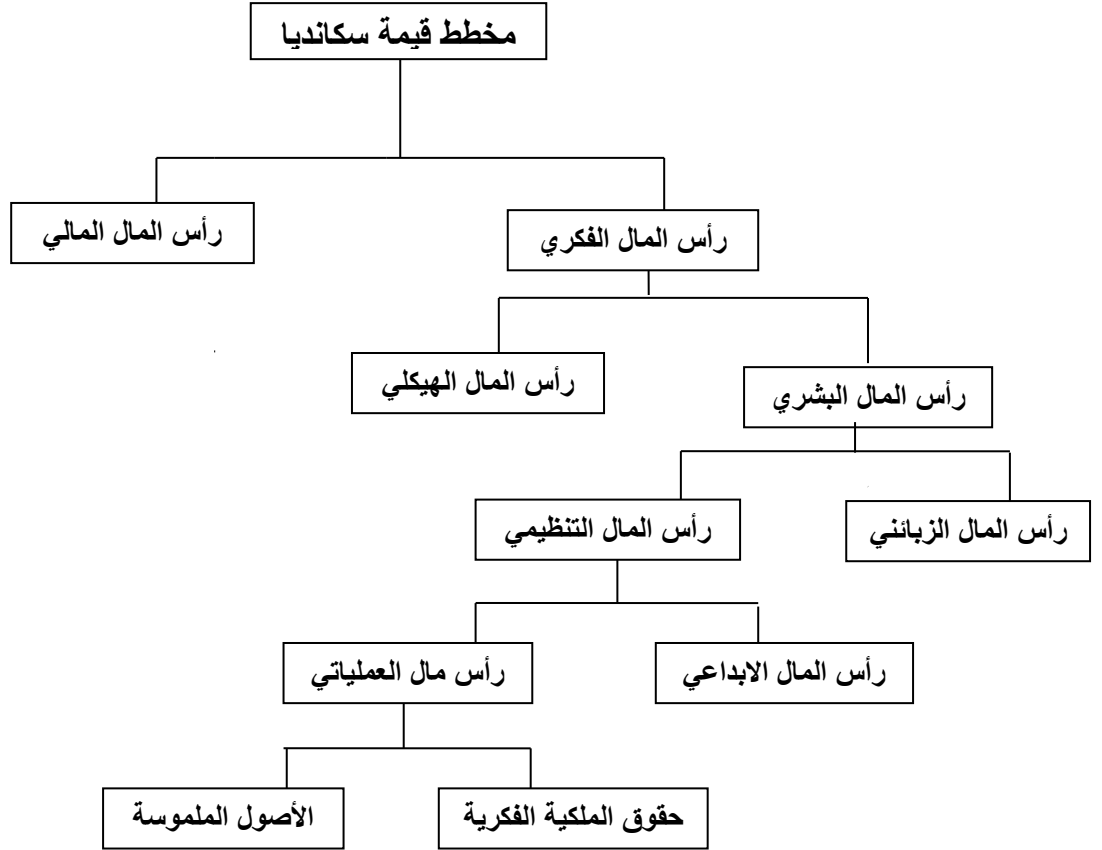 مخطط قيمة سكانديا
رأس المال الفكري
رأس المال المالي
رأس المال البشري
رأس المال الهيكلي
رأس المال الزبائني
رأس المال التنظيمي
رأس المال الابداعي
رأس مال العملياتي
حقوق الملكية الفكرية
الأصول الملموسة